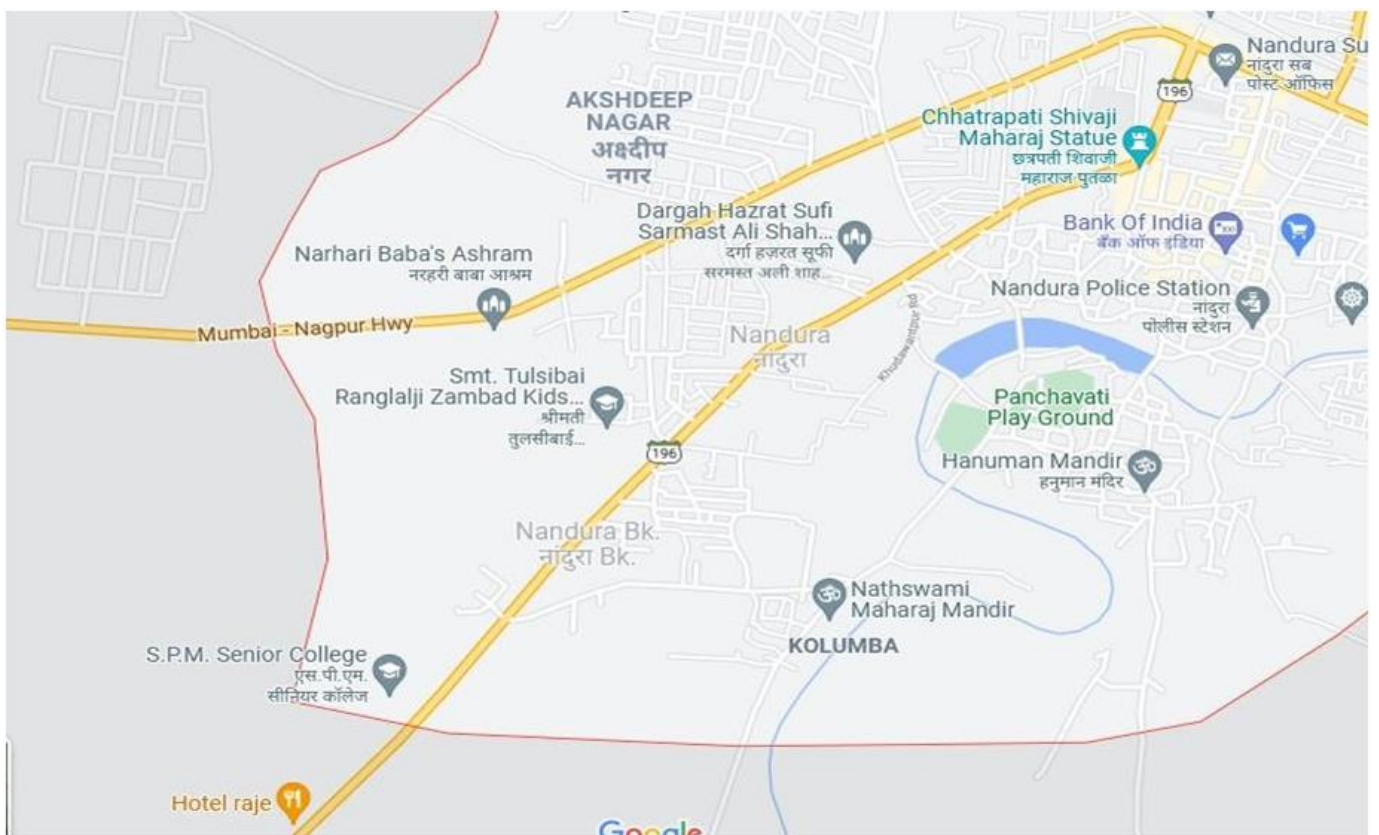 Nandura Su
नांदुरा सब
पोस्ट ऑफिस
196
AKSHDEEP
NAGAR
अक्षदीप
नगर
Chhatrapati Shivaji
Maharaj Statue
छत्रपती शिवाजी
महाराज पुतळा
Dargah Hazrat Sufi
Sarmast Ali Shah...
दर्गा हज़रत सूफी
सरमस्त अली शाह...
Bank Of India
बँक ऑफ इंडिया
Narhari Baba's Ashram
नरहरी बाबा आश्रम
Nandura Police Station
नांदुरा
पोलीस स्टेशन
Mumbai - Nagpur Hwy
Khudawantpur Rd
Nandura
नांदुरा
Smt. Tulsibai
Ranglalji Zambad Kids...
श्रीमती
तुलसीबाई...
Panchavati
Play Ground
196
Hanuman Mandir
हनुमान मंदिर
Nandura Bk.
नांदुरा Bk.
Nathswami
Maharaj Mandir
KOLUMBA
S.P.M. Senior College
एस.पी.एम.
सीनियर कॉलेज
Hotel raje
Google